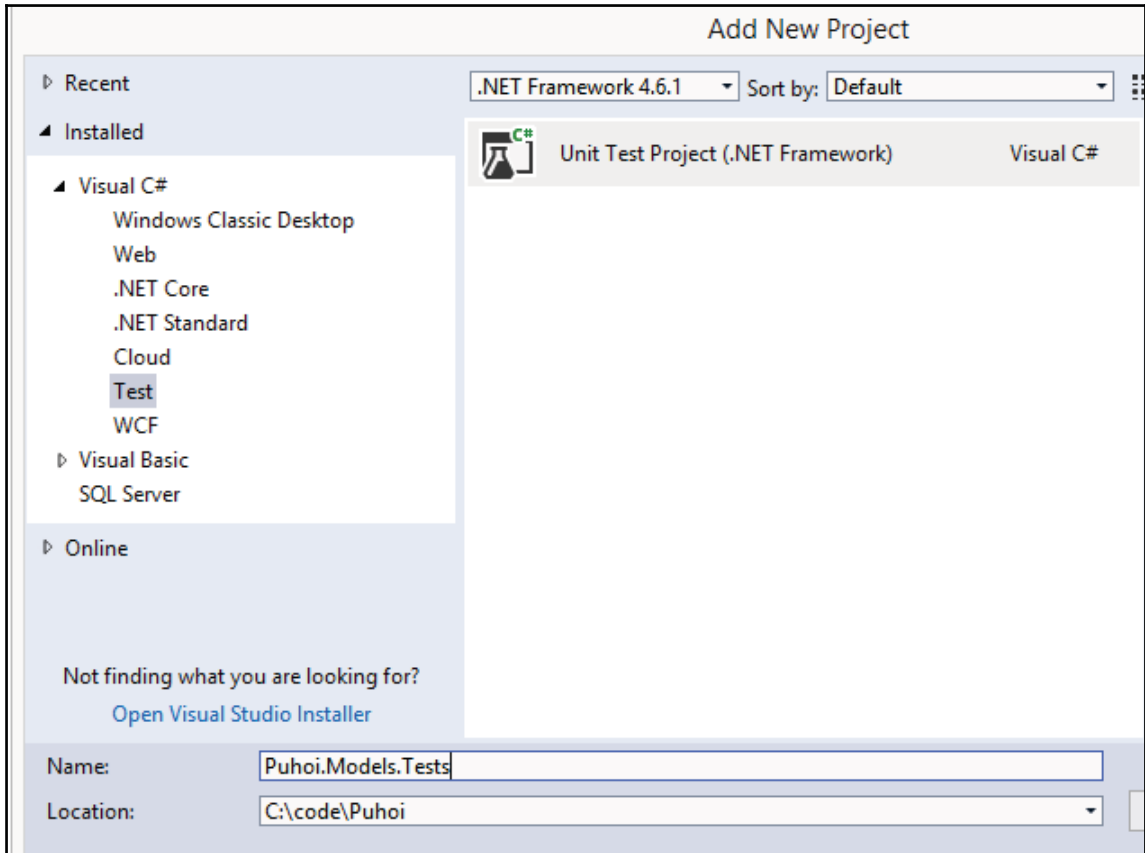 Add New Project
Recent
Installed
Visual C#
Windows Classic Desktop
Web
.NET Core
.NET Standard
Cloud
Test
WCF
Visual Basic
SQL Server
Online
Not finding what you are looking for?
Open Visual Studio Installer
.NET Framework 4.6.1 Sort by: Default
C# Unit Test Project (.NET Framework) Visual C#
Name: Puhoi.Models.Tests
Location: C:\code\Puhoi